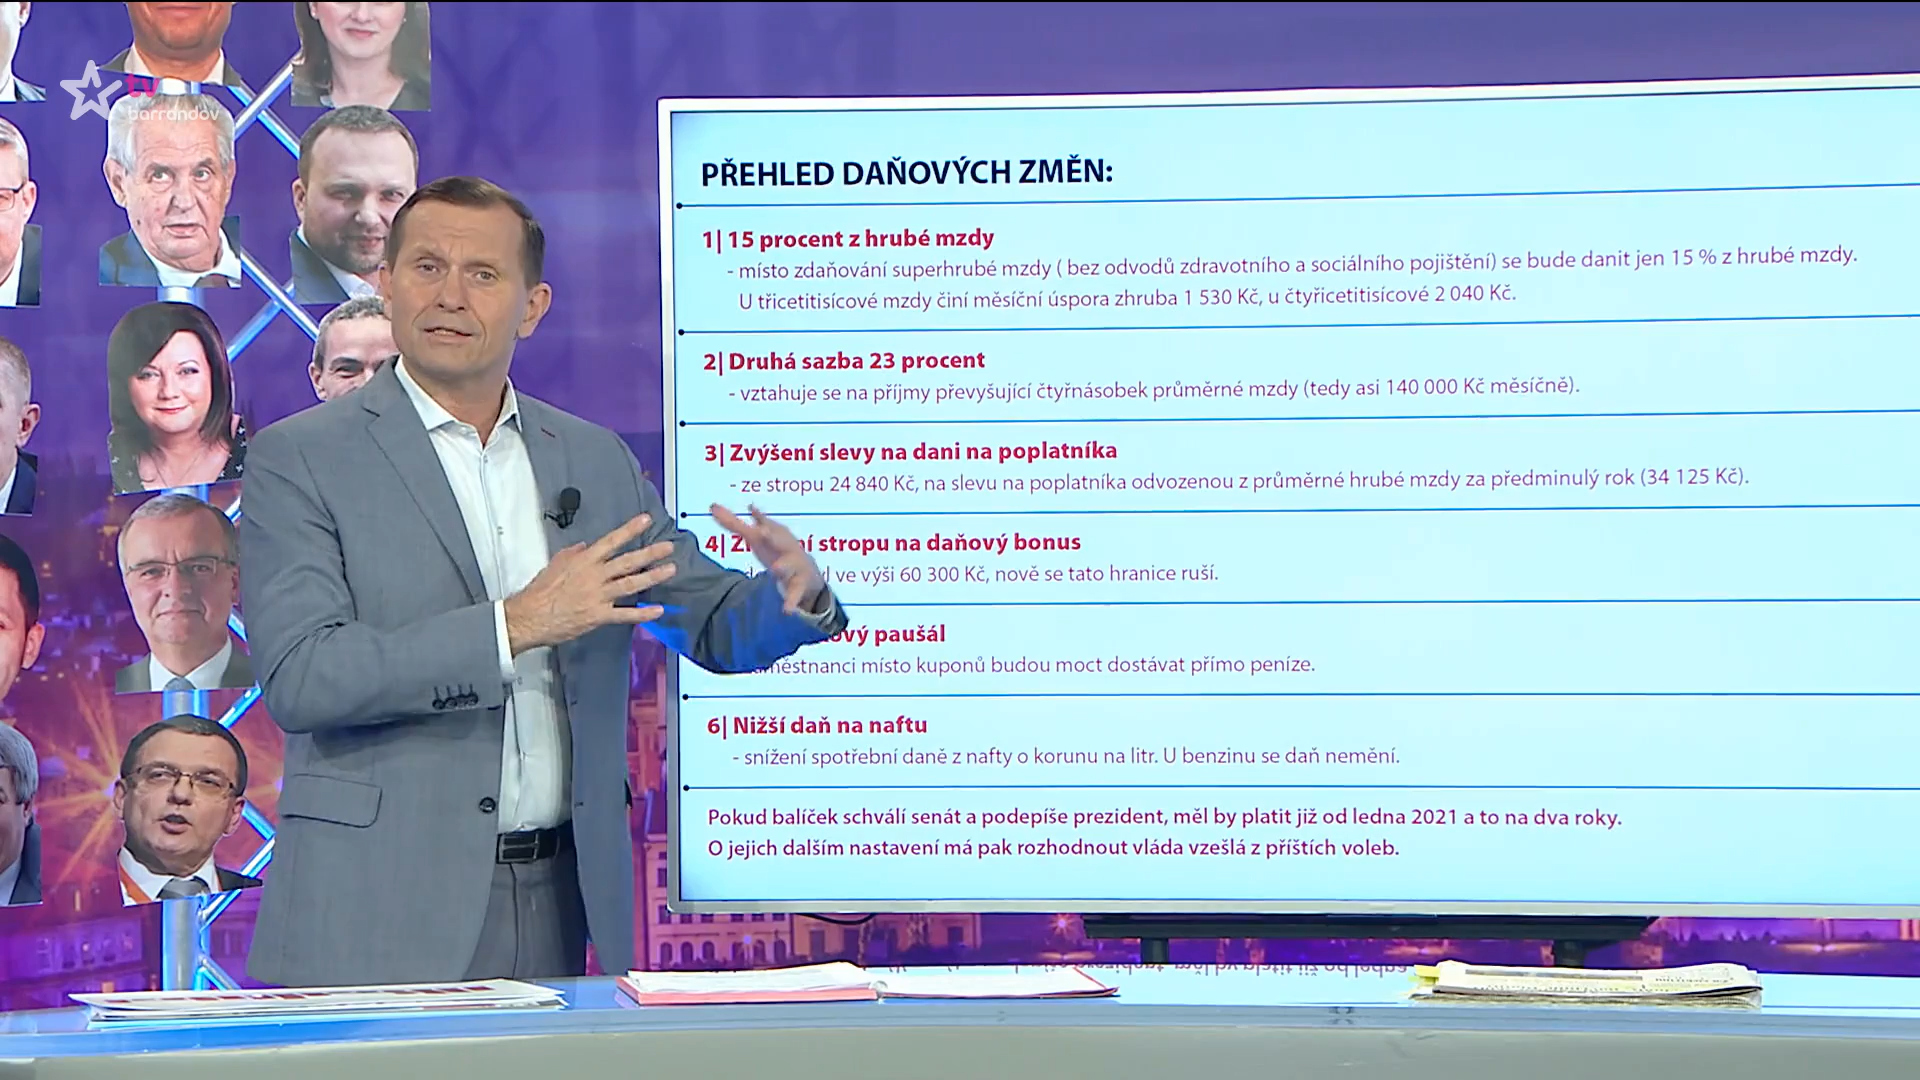 tv
barrandov
PŘEHLED DAŇOVÝCH ZMĚN:
1| 15 procent z hrubé mzdy
- místo zdaňování superhrubé mzdy ( bez odvodů zdravotního a sociálního pojištění) se bude danit jen 15 % z hrubé mzdy.
U třicetitisícové mzdy činí měsíční úspora zhruba 1 530 Kč, u čtyřicetitisícové 2 040 Kč.
2| Druhá sazba 23 procent
- vztahuje se na příjmy převyšující čtyřnásobek průměrné mzdy (tedy asi 140 000 Kč měsíčně).
3| Zvýšení slevy na dani na poplatníka
- ze stropu 24 840 Kč, na slevu na poplatníka odvozenou z průměrné hrubé mzdy za předminulý rok (34 125 Kč).
4| stropu na daňový bonus
ve výši 60 300 Kč, nově se tato hranice ruší.
paušál
místo kuponů budou moct dostávat přímo peníze.
6| Nižší daň na naftu
- snížení spotřební daně z nafty o korunu na litr. U benzinu se daň nemění.
Pokud balíček schválí senát a podepíše prezident, měl by platit již od ledna 2021 a to na dva roky.
O jejich dalším nastavení má pak rozhodnout vláda vzešlá z příštích voleb.